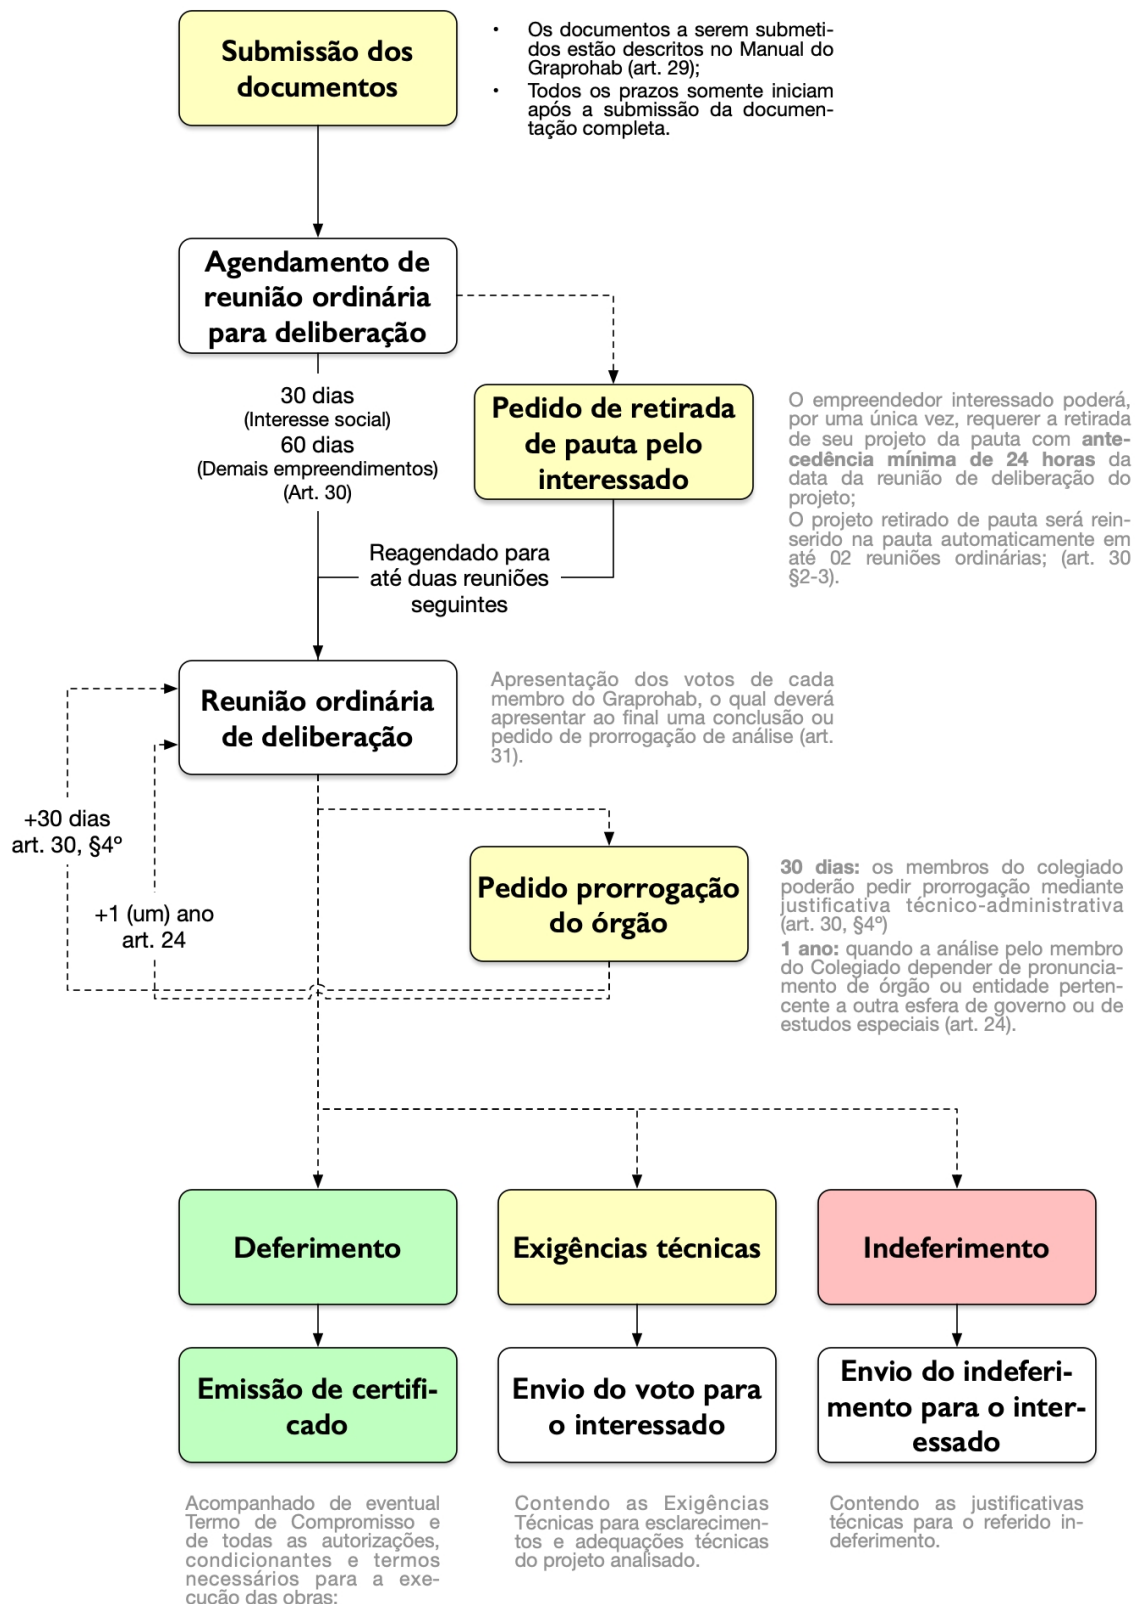 Submissão dos
documentos
• Os documentos a serem submeti-
dos estão descritos no Manual do
Graprohab (art. 29);
• Todos os prazos somente iniciam
após a submissão da documen-
tação completa.
Agendamento de
reunião ordinária
para deliberação
30 dias
(Interesse social)
60 dias
(Demais empreendimentos)
(Art. 30)
Pedido de retirada
de pauta pelo
interessado
O empreendedor interessado poderá,
por uma única vez, requerer a retirada
de seu projeto da pauta com ante-
cedência mínima de 24 horas da
data da reunião de deliberação do
projeto;
O projeto retirado de pauta será rein-
serido na pauta automaticamente em
até 02 reuniões ordinárias; (art. 30
§2-3).
Reagendado para
até duas reuniões
seguintes
Reunião ordinária
de deliberação
Apresentação dos votos de cada
membro do Graprohab, o qual deverá
apresentar ao final uma conclusão ou
pedido de prorrogação de análise (art.
31).
+30 dias
art. 30, §4º
+1 (um) ano
art. 24
Pedido prorrogação
do órgão
30 dias: os membros do colegiado
poderão pedir prorrogação mediante
justificativa técnico-administrativa
(art. 30, §4º)
1 ano: quando a análise pelo membro
do Colegiado depender de pronuncia-
mento de órgão ou entidade perten-
cente a outra esfera de governo ou de
estudos especiais (art. 24).
Deferimento
Exigências técnicas
Indeferimento
Emissão de certifi-
cado
Envio do voto para
o interessado
Envio do indeferi-
mento para o inter-
essado
Acompanhado de eventual
Termo de Compromisso e
de todas as autorizações,
condicionantes e termos
necessários para a exe-
cução das obras;
Contendo as Exigências
Técnicas para esclarecimen-
tos e adequações técnicas
do projeto analisado.
Contendo as justificativas
técnicas para o referido in-
deferimento.